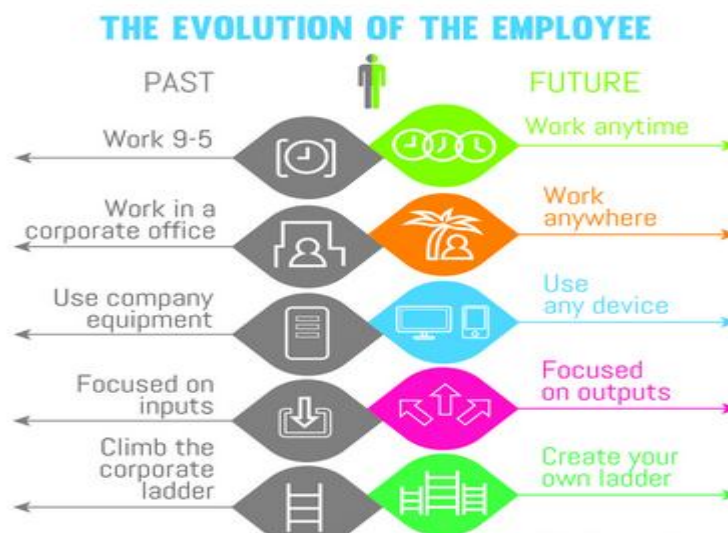 THE EVOLUTION OF THE EMPLOYEE
PAST
FUTURE
Work 9-5
Work anytime
Work in a
corporate office
Work
anywhere
Use company
equipment
Use
any device
Focused on
inputs
Focused
on outputs
Climb the
corporate
ladder
Create your
own ladder